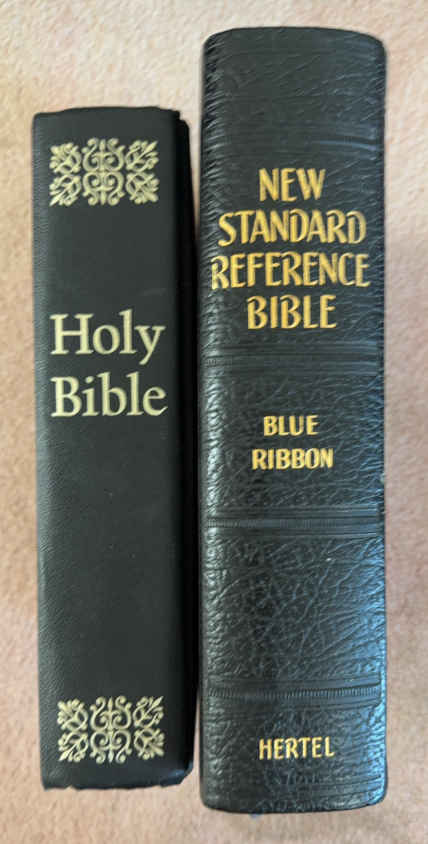 Holy
Bible
NEW
STANDARD
REFERENCE
BIBLE
BLUE
RIBBON
HERTEL